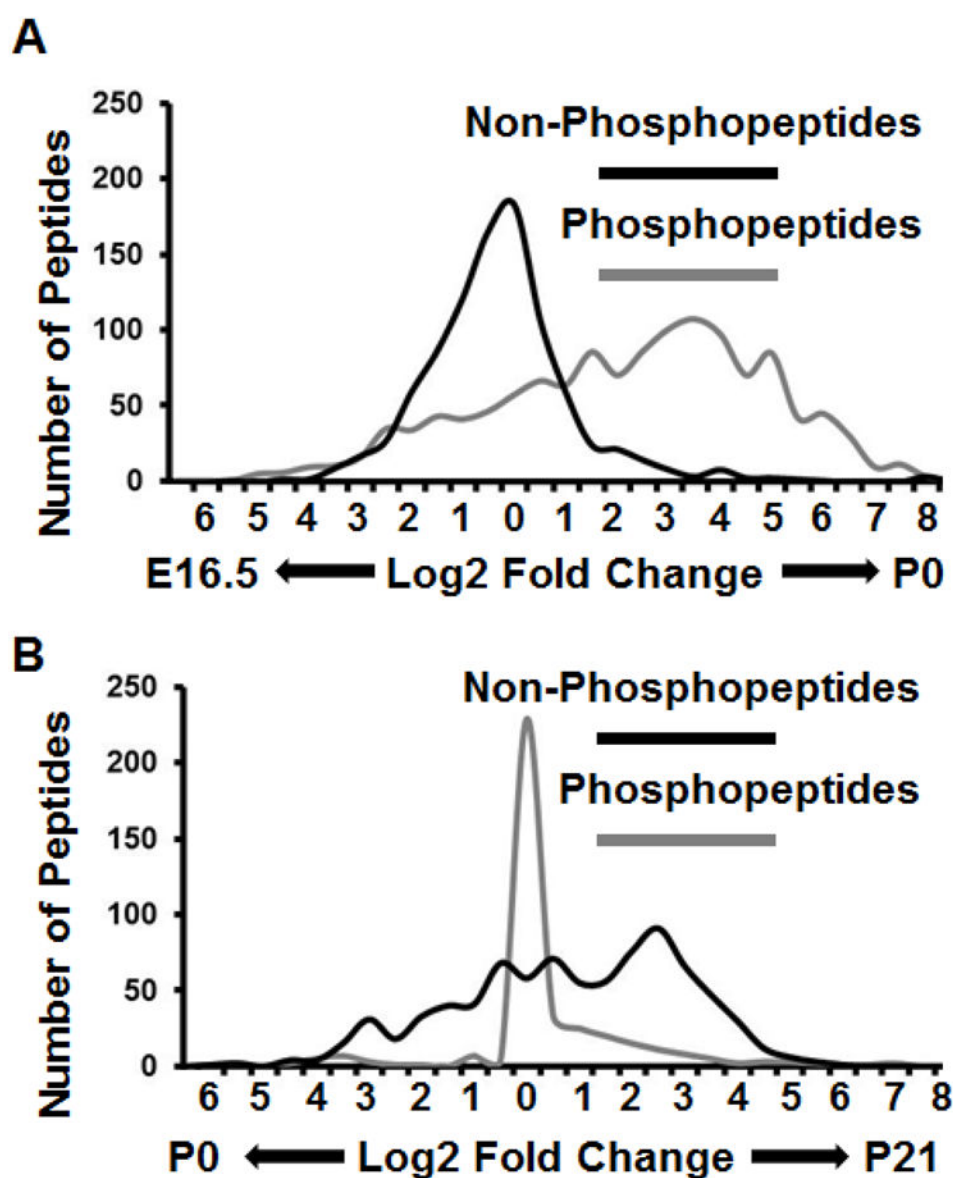 A
Number of Peptides
250
200
150
100
50
0
Non-Phosphopeptides
Phosphopeptides
6 5 4 3 2 1 0 1 2 3 4 5 6 7 8
E16.5 Log2 Fold Change P0
B
Number of Peptides
250
200
150
100
50
0
Non-Phosphopeptides
Phosphopeptides
6 5 4 3 2 1 0 1 2 3 4 5 6 7 8
P0 Log2 Fold Change P21